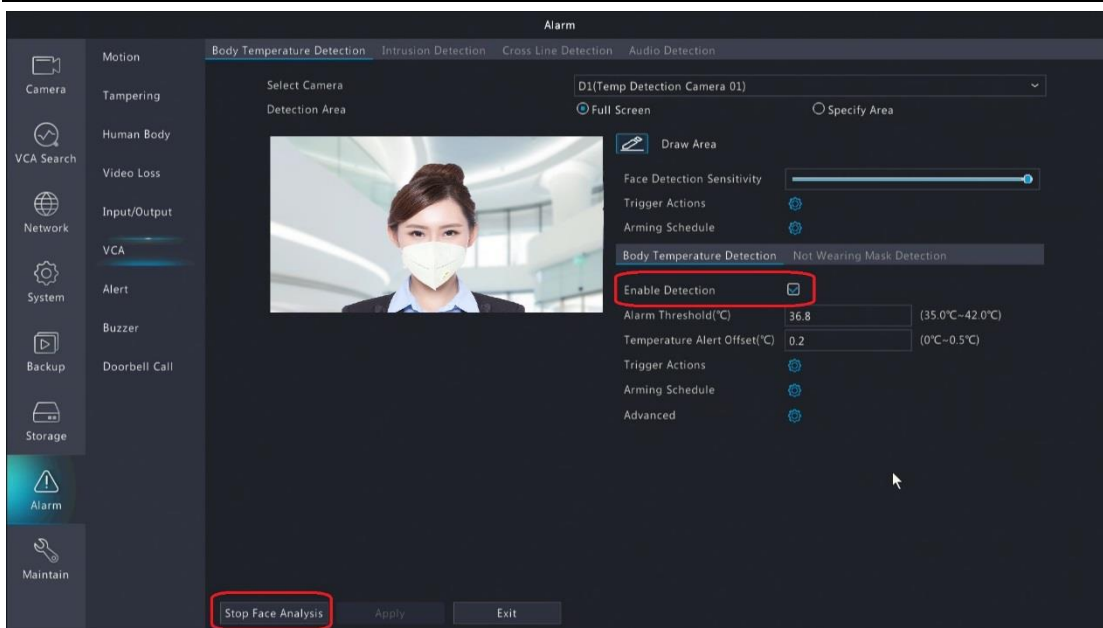 Alarm
Camera
VCA Search
Network
System
Backup
Storage
Alarm
Maintain
Motion
Tampering
Human Body
Video Loss
Input/Output
VCA
Alert
Buzzer
Doorbell Call
Body Temperature Detection Intrusion Detection Cross Line Detection Audio Detection
Select Camera D1(Temp Detection Camera 01)
Detection Area Full Screen Specify Area
Draw Area
Face Detection Sensitivity
Trigger Actions
Arming Schedule
Body Temperature Detection Not Wearing Mask Detection
Enable Detection
Alarm Threshold(℃) 36.8 (35.0℃~42.0℃)
Temperature Alert Offset(℃) 0.2 (0℃~0.5℃)
Trigger Actions
Arming Schedule
Advanced
Stop Face Analysis Apply Exit